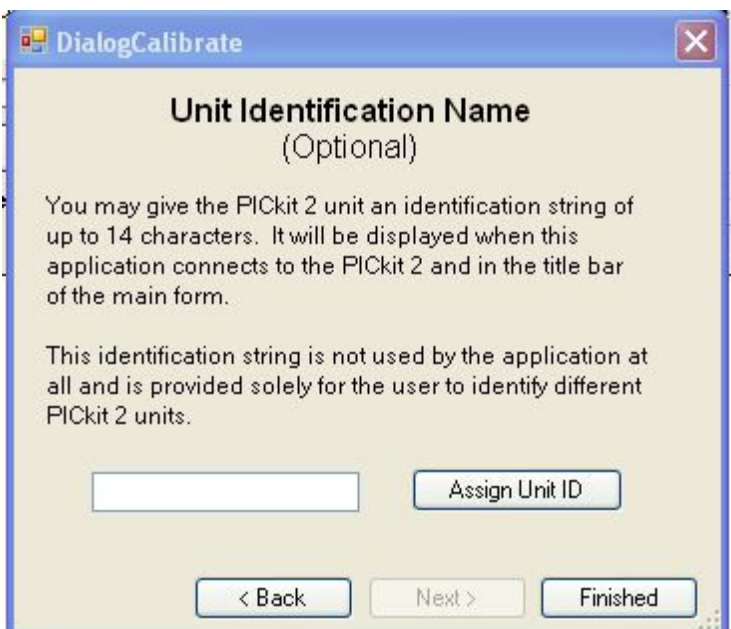 DialogCalibrate
Unit Identification Name
(Optional)
You may give the PICkit 2 unit an identification string of
up to 14 characters. It will be displayed when this
application connects to the PICkit 2 and in the title bar
of the main form.
This identification string is not used by the application at
all and is provided solely for the user to identify different
PICkit 2 units.
Assign Unit ID
< Back
Next >
Finished